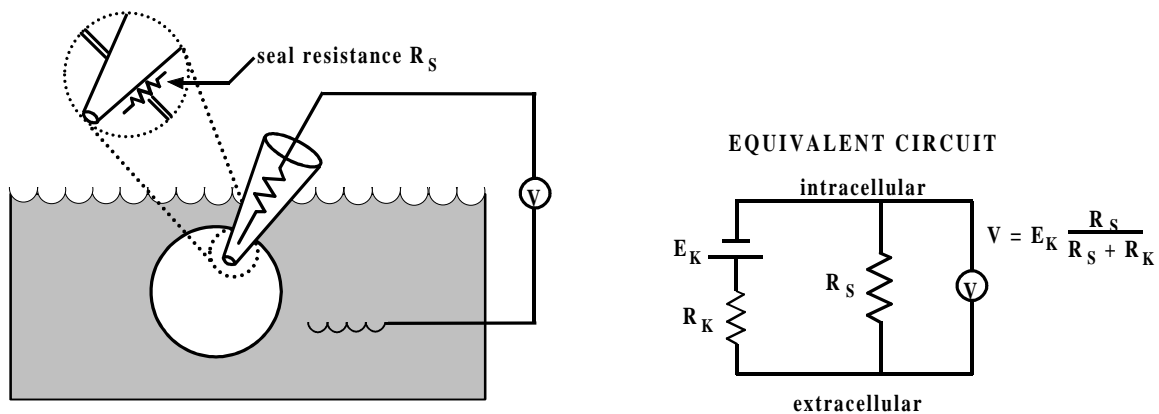 seal resistance R_S
V
EQUIVALENT CIRCUIT
intracellular
E_K
R_K
R_S
V
V = E_K R_S / R_S + R_K
extracellular